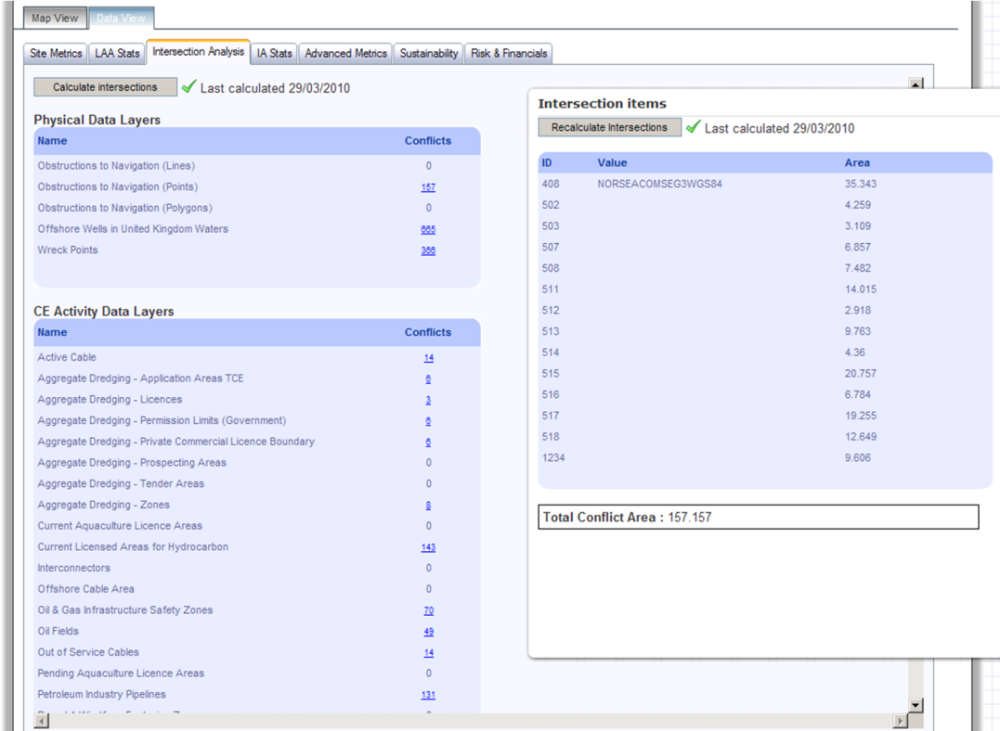 Map View Data View
Site Metrics LAA Stats Intersection Analysis IA Stats Advanced Metrics Sustainability Risk & Financials
Calculate intersections Last calculated 29/03/2010
Physical Data Layers
Name Conflicts
Obstructions to Navigation (Lines) 0
Obstructions to Navigation (Points) 157
Obstructions to Navigation (Polygons) 0
Offshore Wells in United Kingdom Waters 665
Wreck Points 366
CE Activity Data Layers
Name Conflicts
Active Cable 14
Aggregate Dredging - Application Areas TCE 6
Aggregate Dredging - Licences 3
Aggregate Dredging - Permission Limits (Government) 6
Aggregate Dredging - Private Commercial Licence Boundary 6
Aggregate Dredging - Prospecting Areas 0
Aggregate Dredging - Tender Areas 0
Aggregate Dredging - Zones 8
Current Aquaculture Licence Areas 0
Current Licensed Areas for Hydrocarbon 143
Interconnectors 0
Offshore Cable Area 0
Oil & Gas Infrastructure Safety Zones 70
Oil Fields 49
Out of Service Cables 14
Pending Aquaculture Licence Areas 0
Petroleum Industry Pipelines 131
Intersection items
Recalculate Intersections Last calculated 29/03/2010
ID Value Area
408 NORSEACOMSEG3WGS84 35.343
502 4.259
503 3.109
507 6.857
508 7.482
511 14.015
512 2.918
513 9.763
514 4.36
515 20.757
516 6.784
517 19.255
518 12.649
1234 9.606
Total Conflict Area : 157.157